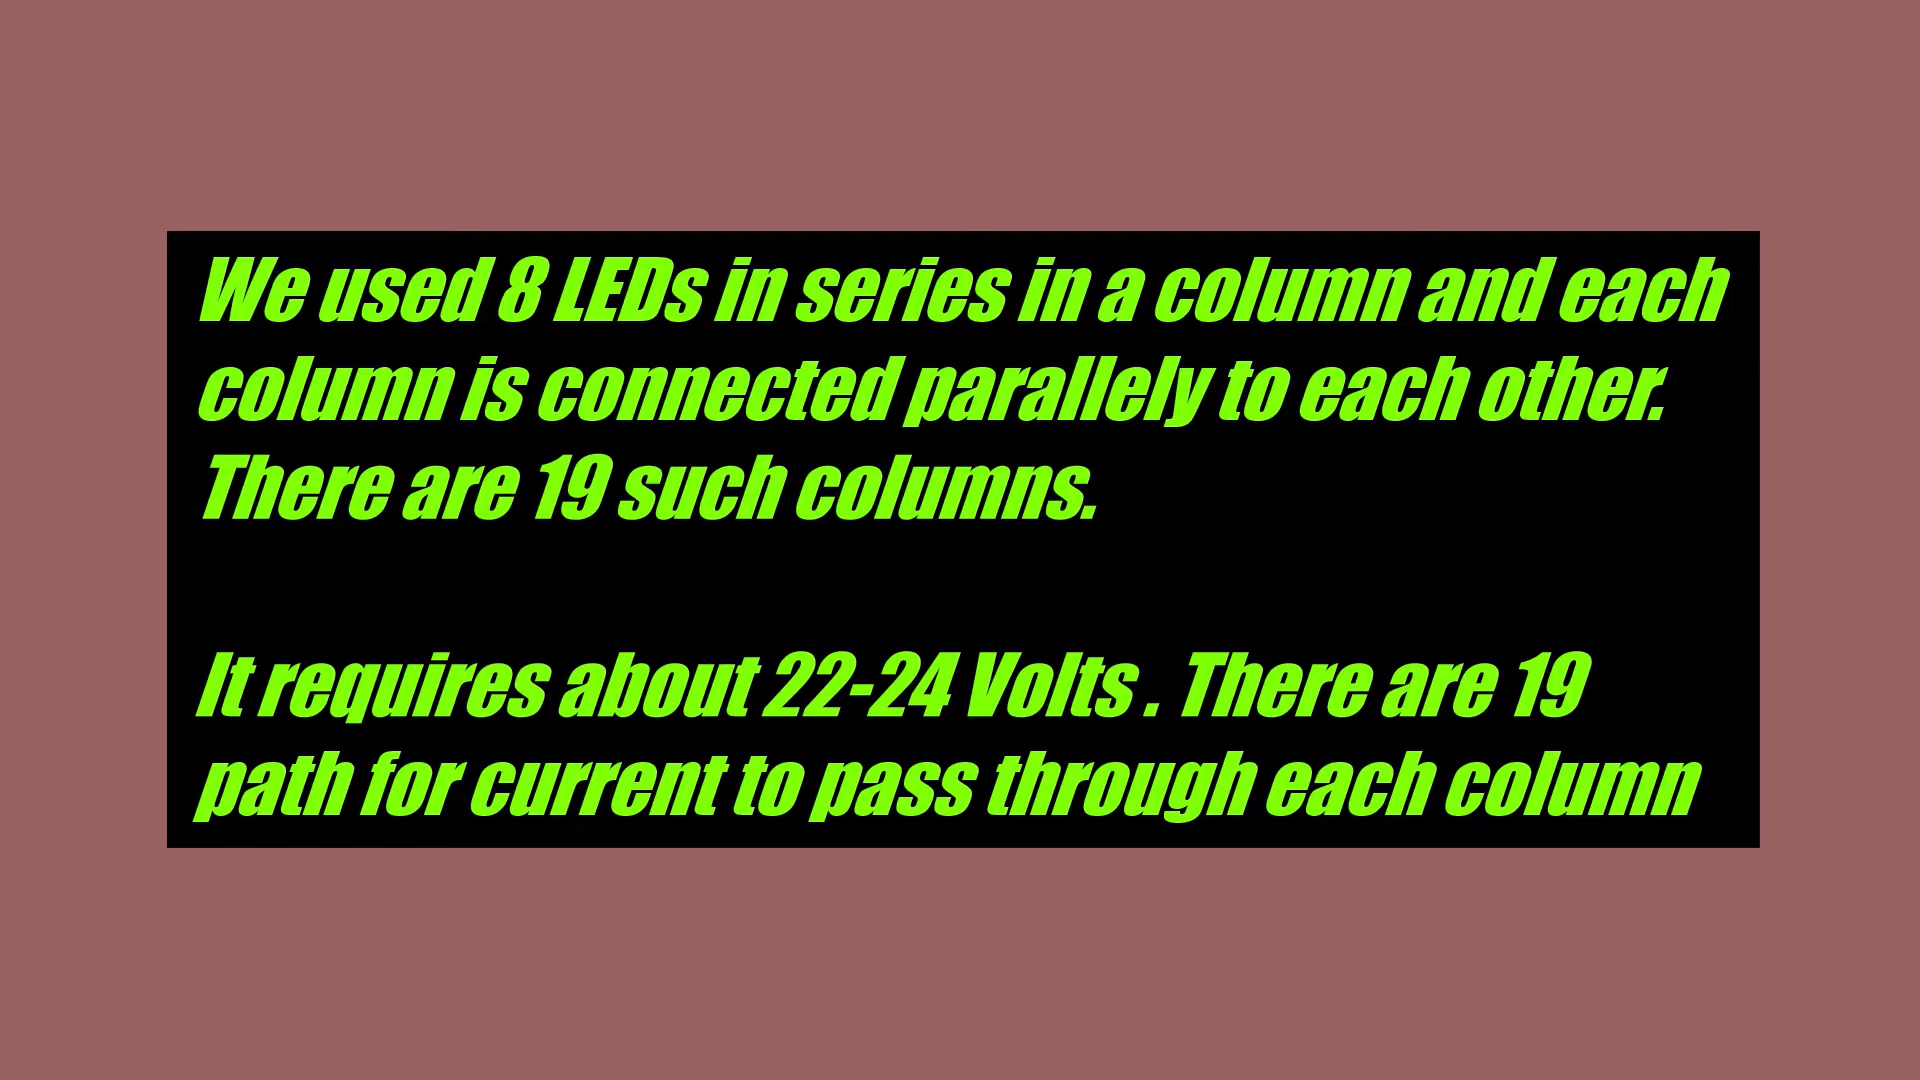 We used 8 LEDs in series in a column and each
column is connected parallely to each other.
There are 19 such columns.
It requires about 22-24 Volts . There are 19
path for current to pass through each column